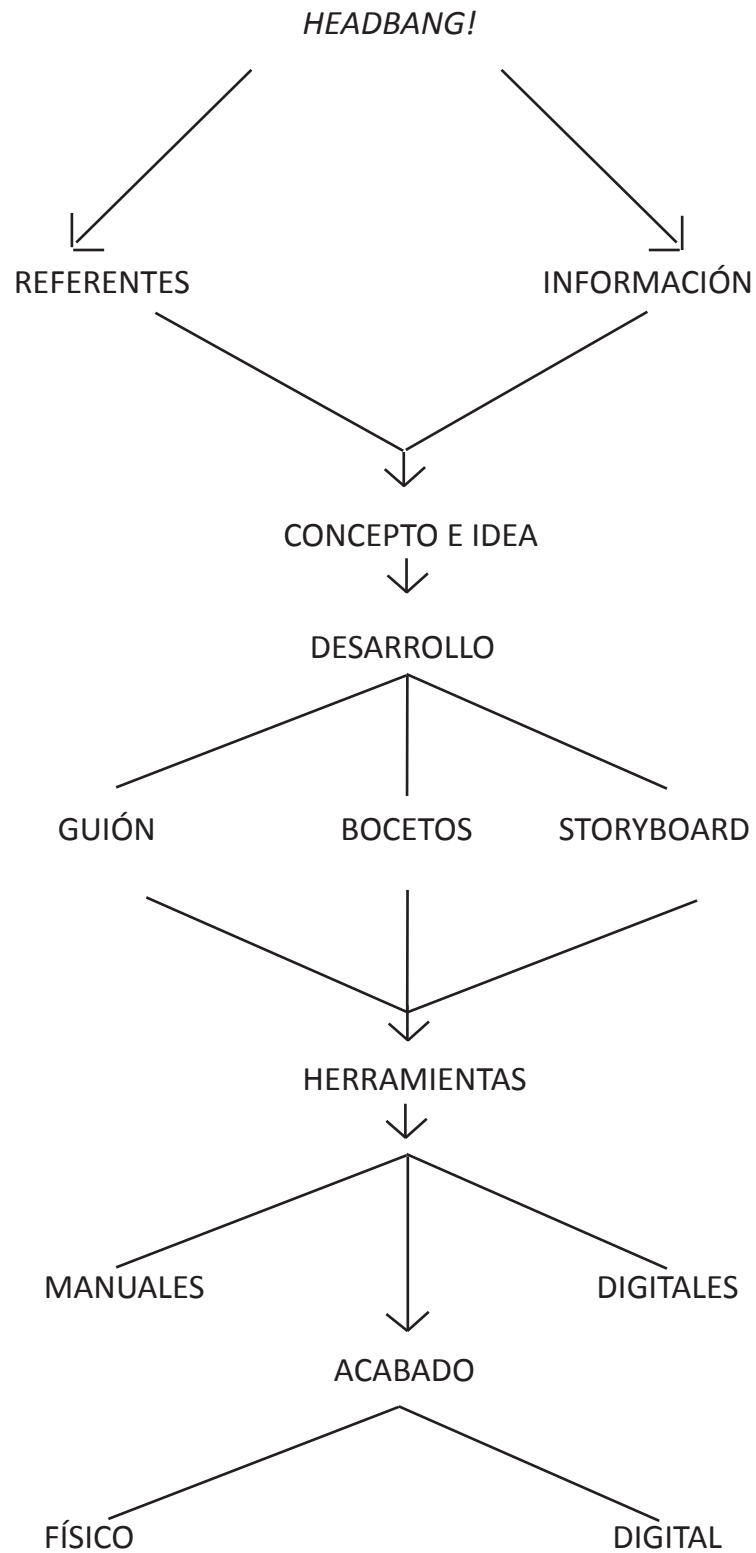 HEADBANG!
REFERENTES
INFORMACIÓN
CONCEPTO E IDEA
DESARROLLO
GUIÓN
BOCETOS
STORYBOARD
HERRAMIENTAS
MANUALES
DIGITALES
ACABADO
FÍSICO
DIGITAL